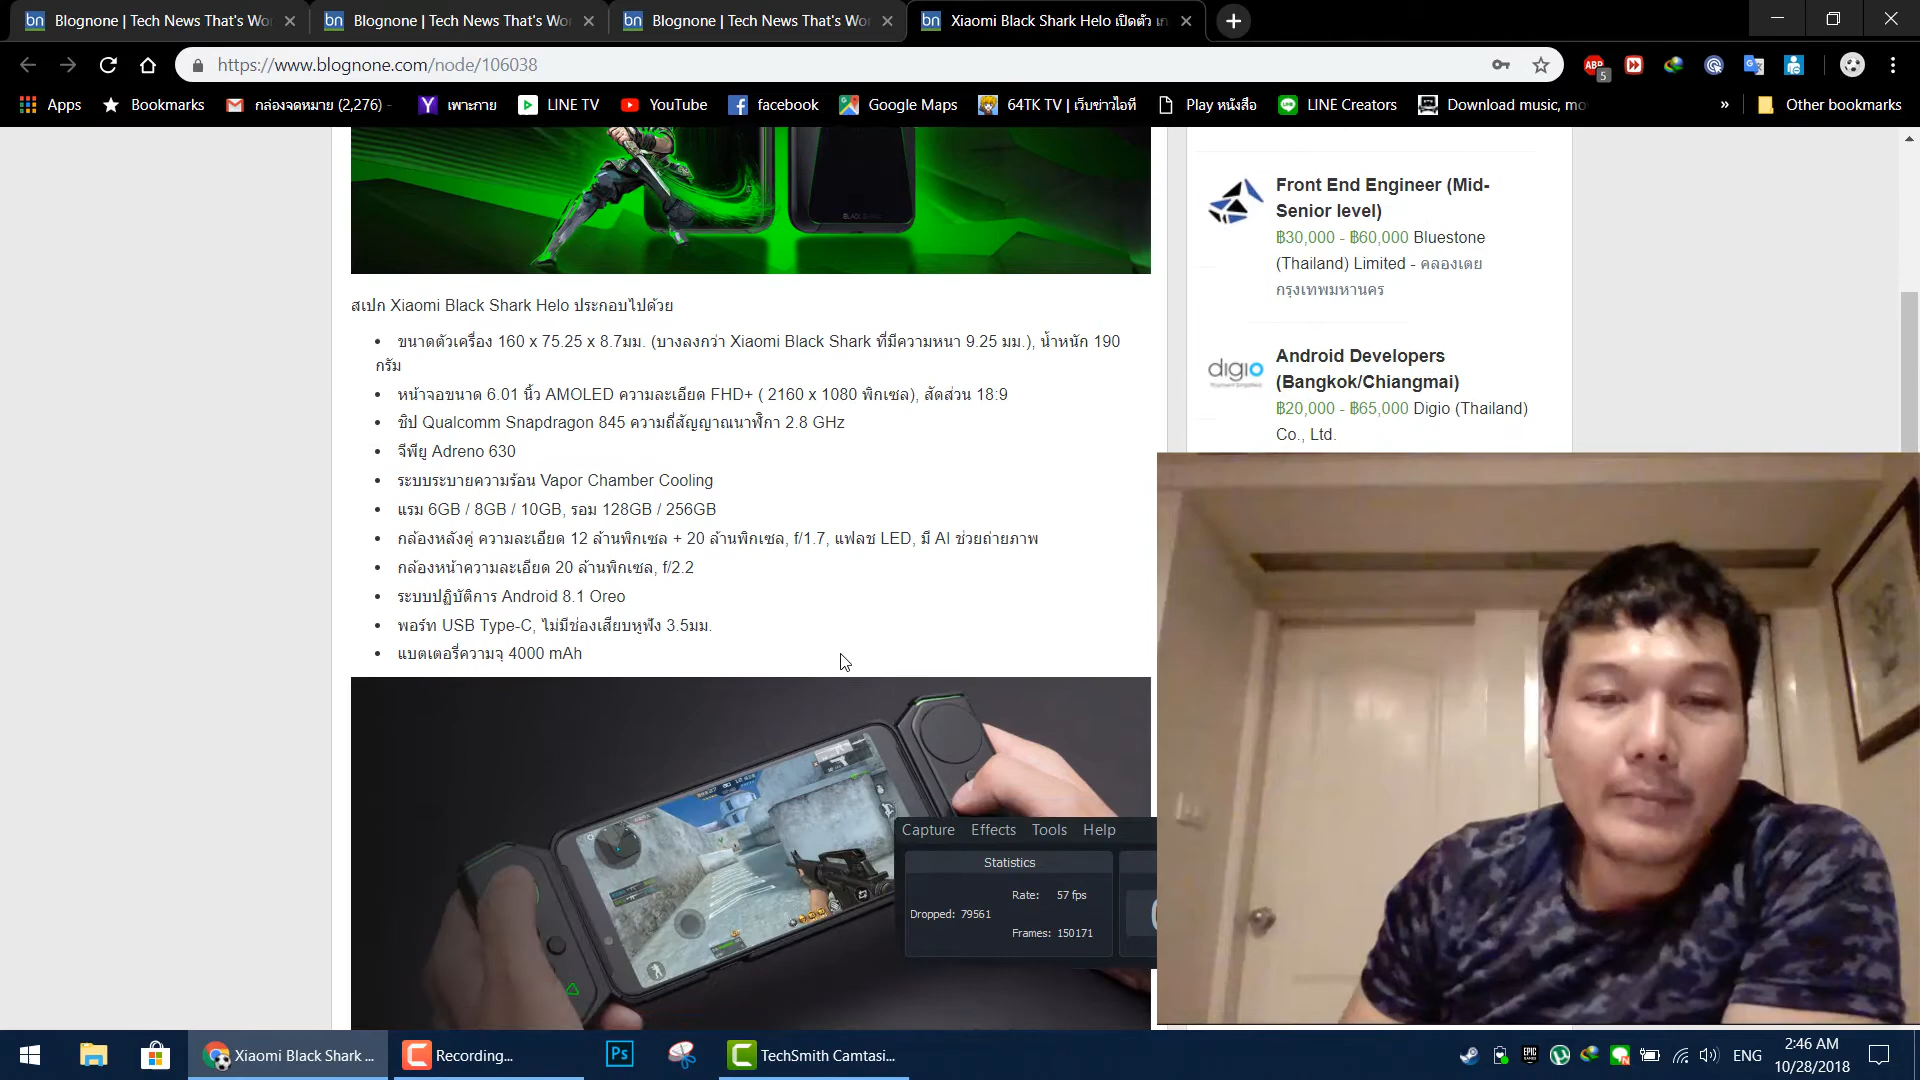 Blognone | Tech News That's Wo
Blognone | Tech News That's Wo
Blognone | Tech News That's Wo
Xiaomi Black Shark Helo เปิดตัว เก
https://www.blognone.com/node/106038
ABP
5
Apps
Bookmarks
กล่องจดหมาย (2,276) -
เพาะกาย
LINE TV
YouTube
facebook
Google Maps
64TK TV | เว็บข่าวไอที
Play หนังสือ
LINE Creators
Download music, mo
»
Other bookmarks
BLACK SHARK
สเปก Xiaomi Black Shark Helo ประกอบไปด้วย
• ขนาดตัวเครื่อง 160 x 75.25 x 8.7มม. (บางลงกว่า Xiaomi Black Shark ที่มีความหนา 9.25 มม.), น้ำหนัก 190
กรัม
• หน้าจอขนาด 6.01 นิ้ว AMOLED ความละเอียด FHD+ ( 2160 x 1080 พิกเซล), สัดส่วน 18:9
• ชิป Qualcomm Snapdragon 845 ความถี่สัญญาณนาฬิกา 2.8 GHz
• จีพียู Adreno 630
• ระบบระบายความร้อน Vapor Chamber Cooling
• แรม 6GB / 8GB / 10GB, รอม 128GB / 256GB
• กล้องหลังคู่ ความละเอียด 12 ล้านพิกเซล + 20 ล้านพิกเซล, f/1.7, แฟลช LED, มี AI ช่วยถ่ายภาพ
• กล้องหน้าความละเอียด 20 ล้านพิกเซล, f/2.2
• ระบบปฏิบัติการ Android 8.1 Oreo
• พอร์ท USB Type-C, ไม่มีช่องเสียบหูฟัง 3.5มม.
• แบตเตอรี่ความจุ 4000 mAh
Front End Engineer (Mid-
Senior level)
฿30,000 - ฿60,000 Bluestone
(Thailand) Limited - คลองเตย
กรุงเทพมหานคร
digio
Android Developers
(Bangkok/Chiangmai)
฿20,000 - ฿65,000 Digio (Thailand)
Co., Ltd.
Capture Effects Tools Help
Statistics
Rate: 57 fps
Dropped: 79561
Frames: 150171
Xiaomi Black Shark ...
Recording...
Ps
TechSmith Camtasi...
EPIC
ENG
2:46 AM
10/28/2018